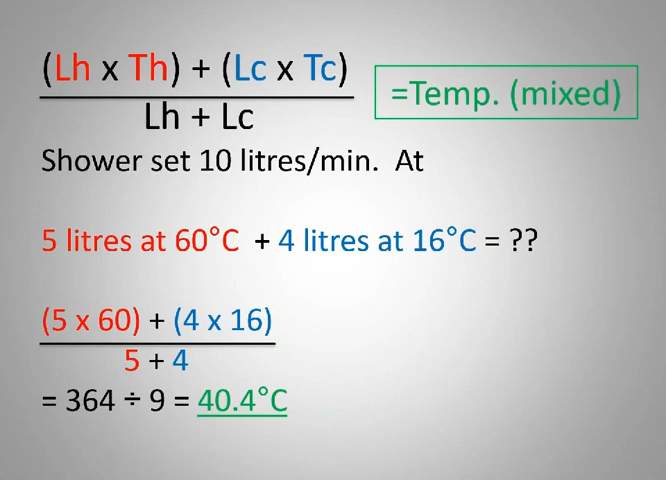 (Lh x Th) + (Lc x Tc)
Lh + Lc
=Temp. (mixed)
Shower set 10 litres/min.  At
5 litres at 60°C  + 4 litres at 16°C = ??
(5 x 60) + (4 x 16)
5 + 4
= 364 ÷ 9 = 40.4°C